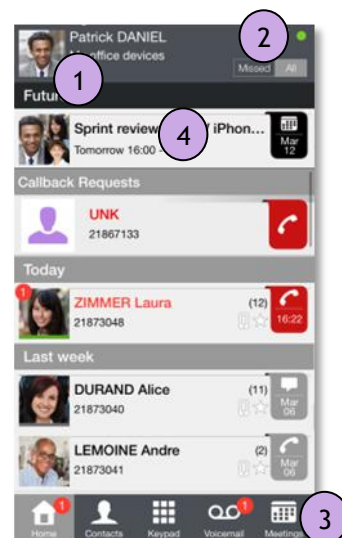 Patrick DANIEL
office devices
2
Missed All
1
Futur
Sprint review iPhon...
4
Tomorrow 16:00 -
Mar
12
Callback Requests
UNK
21867133
Today
1
ZIMMER Laura (12)
21873048
16:22
Last week
DURAND Alice (11)
21873040
Mar
06
LEMOINE Andre (2)
21873041
Mar
06
1 1
Home Contacts Keypad Voicemail Meetings
3